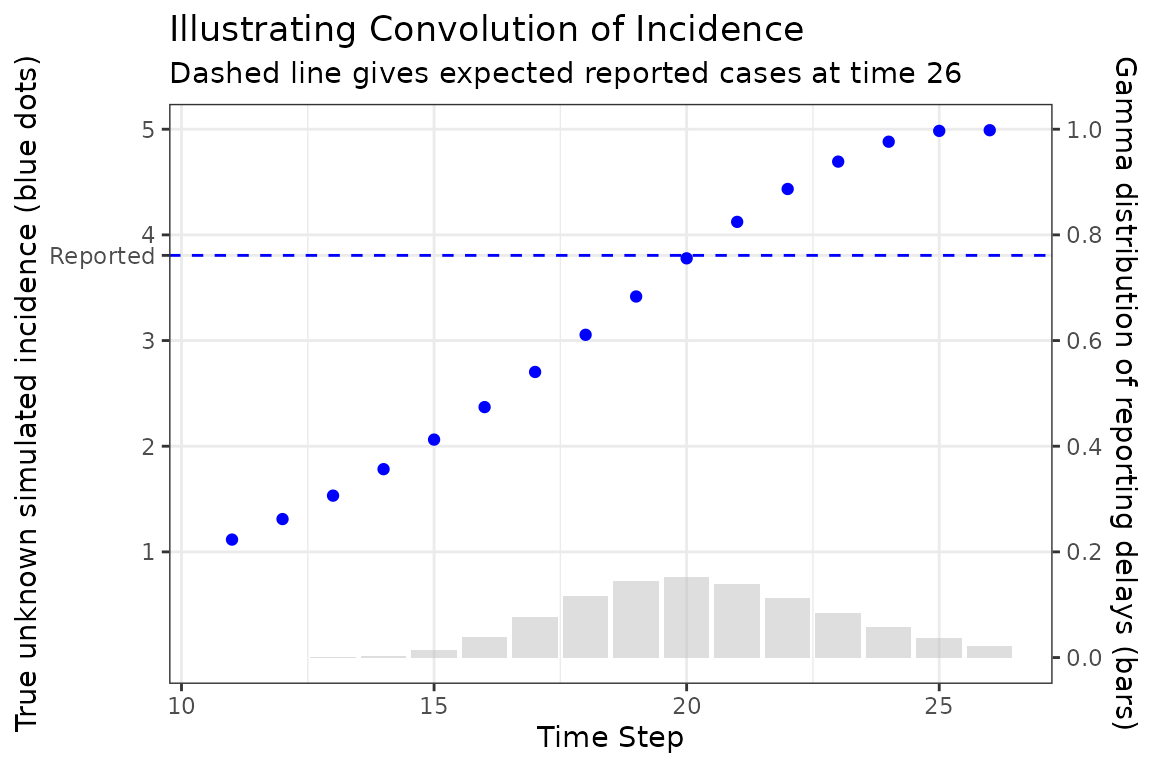 Illustrating Convolution of Incidence
Dashed line gives expected reported cases at time 26
True unknown simulated incidence (blue dots)
5
4
Reported
3
2
1
1.0
0.8
0.6
0.4
0.2
0.0
Gamma distribution of reporting delays (bars)
10
15
20
25
Time Step